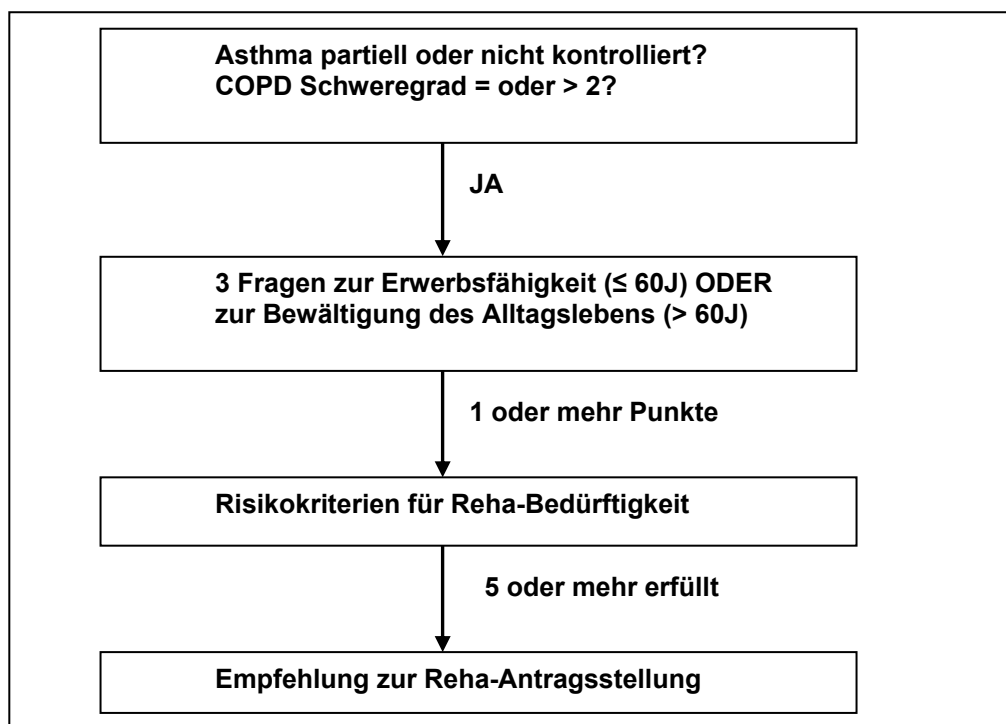 Asthma partiell oder nicht kontrolliert?
COPD Schweregrad = oder > 2?
JA
3 Fragen zur Erwerbsfähigkeit (≤ 60J) ODER
zur Bewältigung des Alltagslebens (> 60J)
1 oder mehr Punkte
Risikokriterien für Reha-Bedürftigkeit
5 oder mehr erfüllt
Empfehlung zur Reha-Antragsstellung